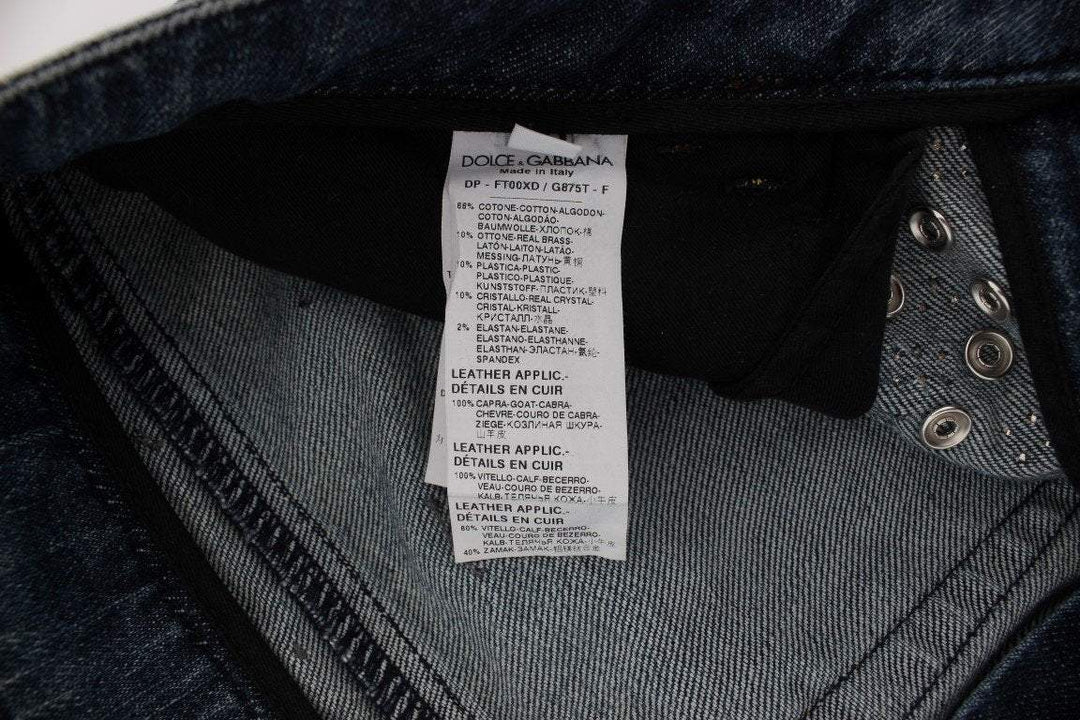 DOLCE & GABBANA
Made in Italy
DP - FT00XD / G875T - F
68% COTONE-COTTON-ALGODON-
COTON-ALGODÃO-
BAUMWOLLE-ХЛОПОК-棉
10% OTTONE-REAL BRASS-
LATÓN-LAITON-LATÃO-
MESSING-ЛАТУНЬ-黄铜
10% PLASTICA-PLASTIC-
PLASTICO-PLASTIQUE-
KUNSTSTOFF-ПЛАСТИК-塑料
10% CRISTALLO-REAL CRYSTAL-
CRISTAL-KRISTALL-
КРИСТАЛЛ-水晶
2% ELASTAN-ELASTANE-
ELASTANO-ELASTHANNE-
ELASTHAN-ЭЛАСТАН-氨纶-
SPANDEX
LEATHER APPLIC.-
DÉTAILS EN CUIR
100% CAPRA-GOAT-CABRA-
CHEVRE-COURO DE CABRA-
ZIEGE-КОЗЛИНАЯ ШКУРА-
山羊皮
LEATHER APPLIC.-
DÉTAILS EN CUIR
100% VITELLO-CALF-BECERRO-
VEAU-COURO DE BEZERRO-
KALB-ТЕЛЯЧЬЯ КОЖА-小牛皮
LEATHER APPLIC.-
DÉTAILS EN CUIR
60% VITELLO-CALF-BECERRO-
VEAU-COURO DE BEZERRO-
KALB-ТЕЛЯЧЬЯ КОЖА-小牛皮
40% ZAMAK-ЗАМАК-